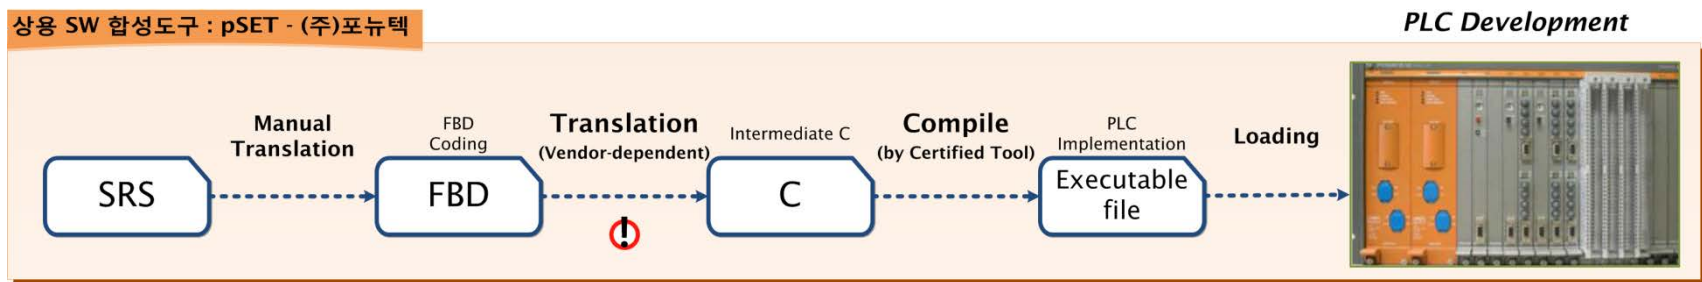 상용 SW 합성도구 : pSET - (주)포뉴텍
PLC Development
Manual
Translation
FBD
Coding
Translation
(Vendor-dependent)
Intermediate C
Compile
(by Certified Tool)
PLC
Implementation
Loading
SRS
FBD
C
Executable
file
!